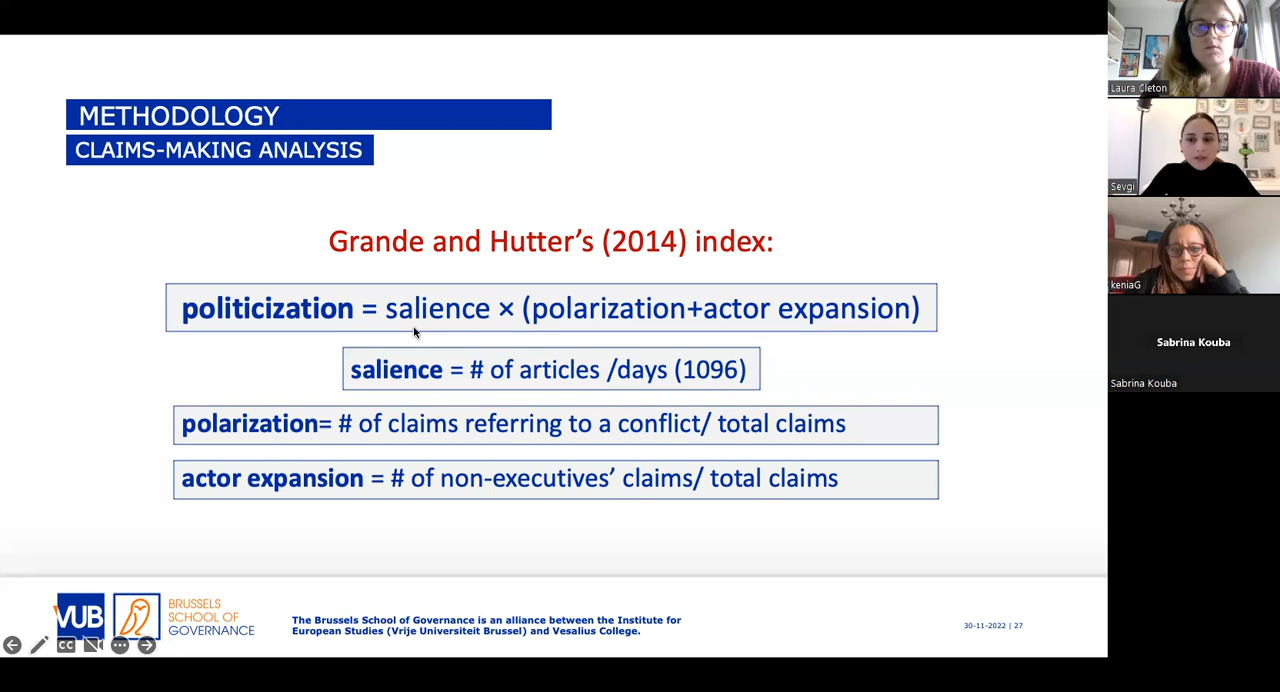 METHODOLOGY
CLAIMS-MAKING ANALYSIS
Grande and Hutter’s (2014) index:
politicization = salience × (polarization+actor expansion)
salience = # of articles /days (1096)
polarization= # of claims referring to a conflict/ total claims
actor expansion = # of non-executives’ claims/ total claims
VUB
BRUSSELS
SCHOOL OF
GOVERNANCE
The Brussels School of Governance is an alliance between the Institute for
European Studies (Vrije Universiteit Brussel) and Vesalius College.
30-11-2022 | 27
CC
Laura Cleton
Sevgi
keniaG
Sabrina Kouba
Sabrina Kouba